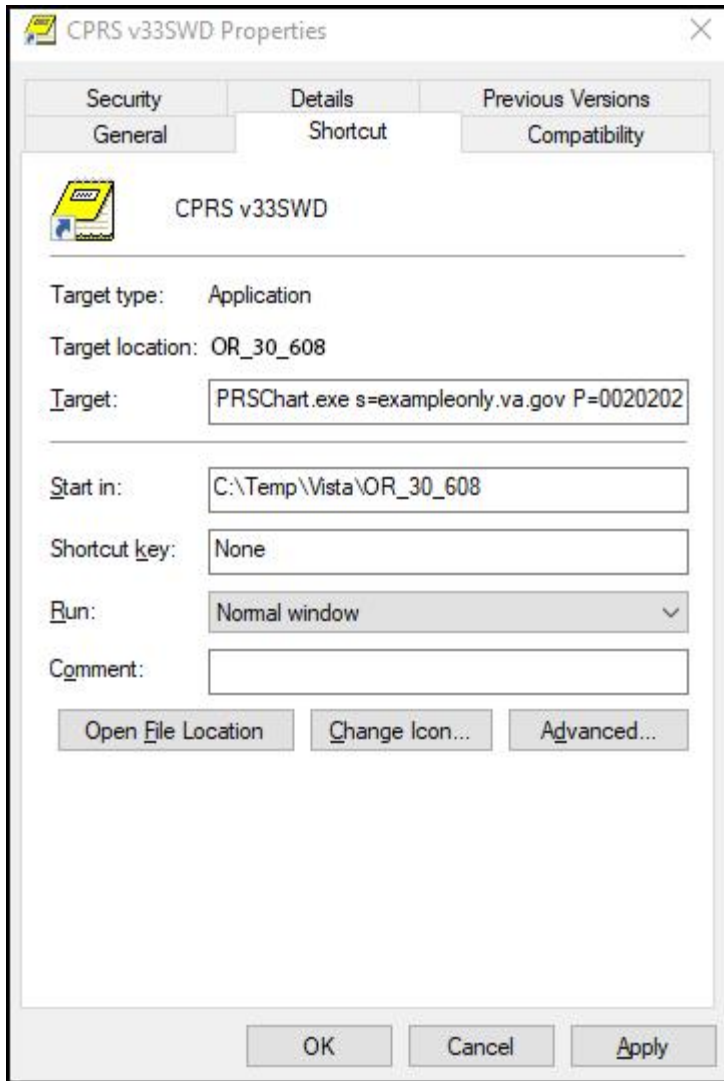 CPRS v33SWD Properties
Security Details Previous Versions
General Shortcut Compatibility
CPRS v33SWD
Target type: Application
Target location: OR_30_608
Target: PRSChart.exe s=exampleonly.va.gov P=0020202
Start in: C:\Temp\Vista\OR_30_608
Shortcut key: None
Run: Normal window
Comment:
Open File Location Change Icon... Advanced...
OK Cancel Apply